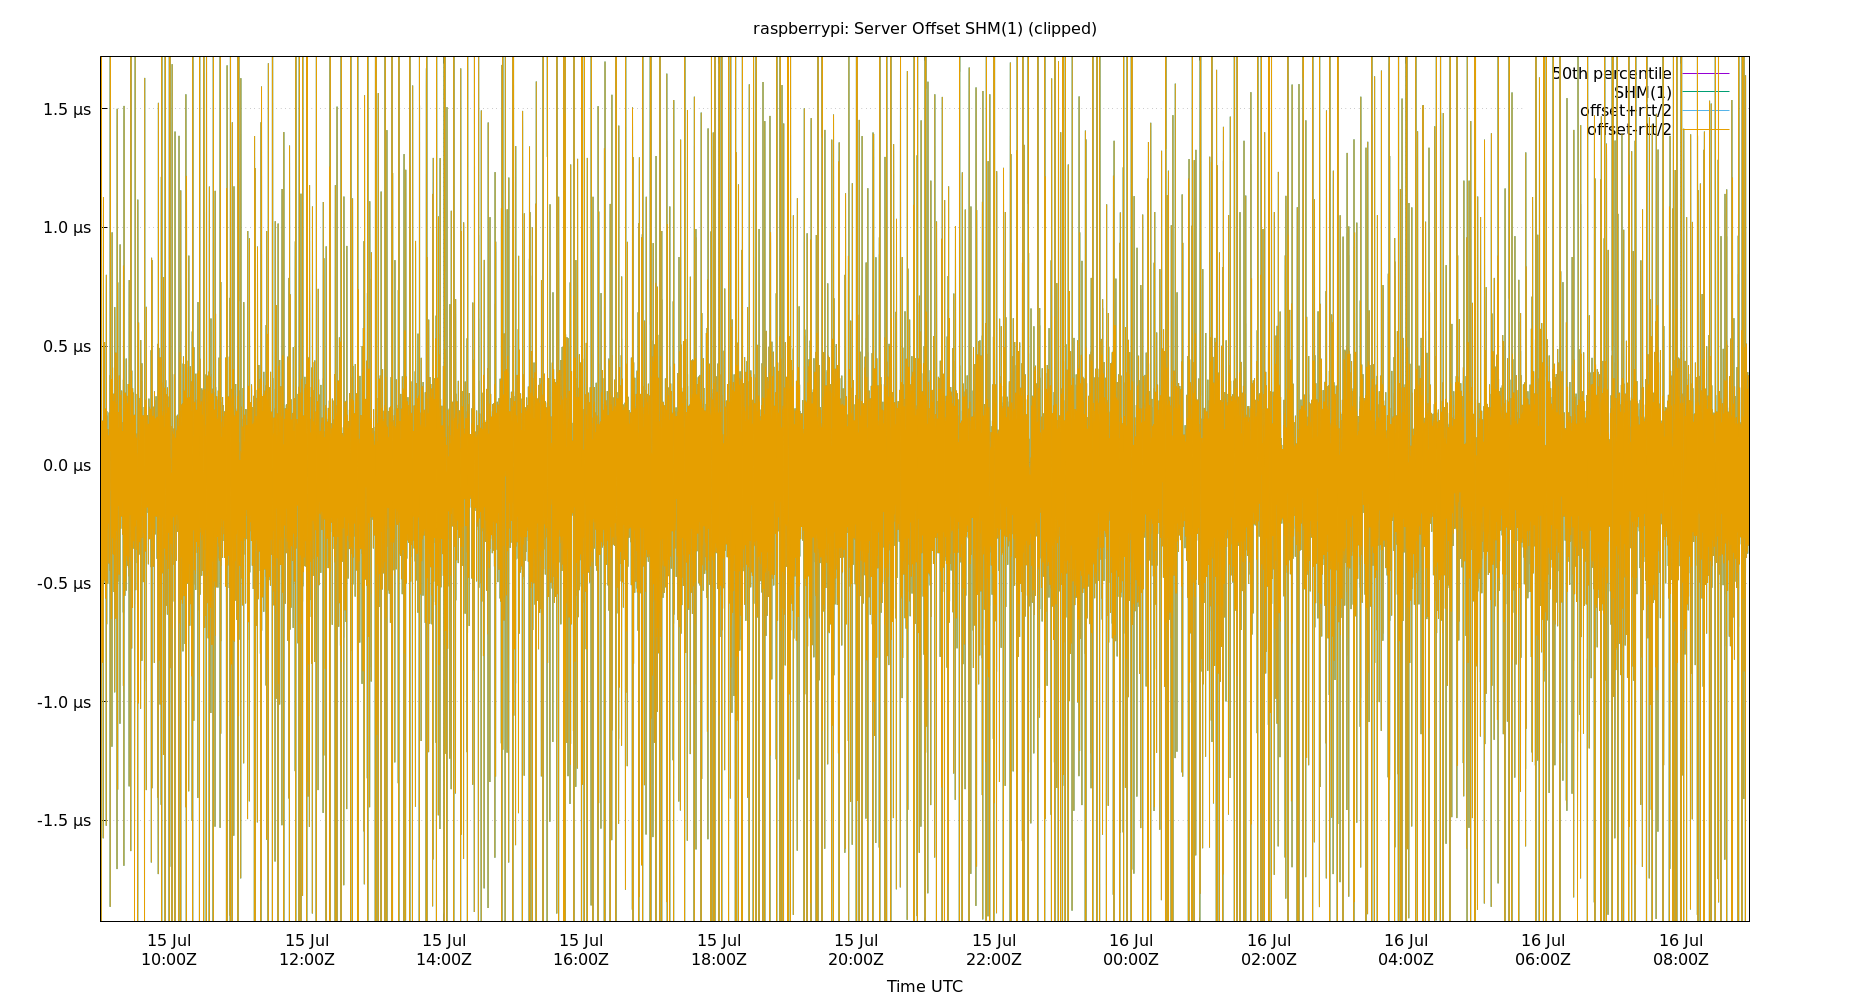 raspberrypi: Server Offset SHM(1) (clipped)
50th percentile
SHM(1)
offset+rtt/2
offset-rtt/2
1.5 µs
1.0 µs
0.5 µs
0.0 µs
-0.5 µs
-1.0 µs
-1.5 µs
15 Jul 15 Jul 15 Jul 15 Jul 15 Jul 15 Jul 15 Jul 16 Jul 16 Jul 16 Jul 16 Jul 16 Jul
10:00Z 12:00Z 14:00Z 16:00Z 18:00Z 20:00Z 22:00Z 00:00Z 02:00Z 04:00Z 06:00Z 08:00Z
Time UTC